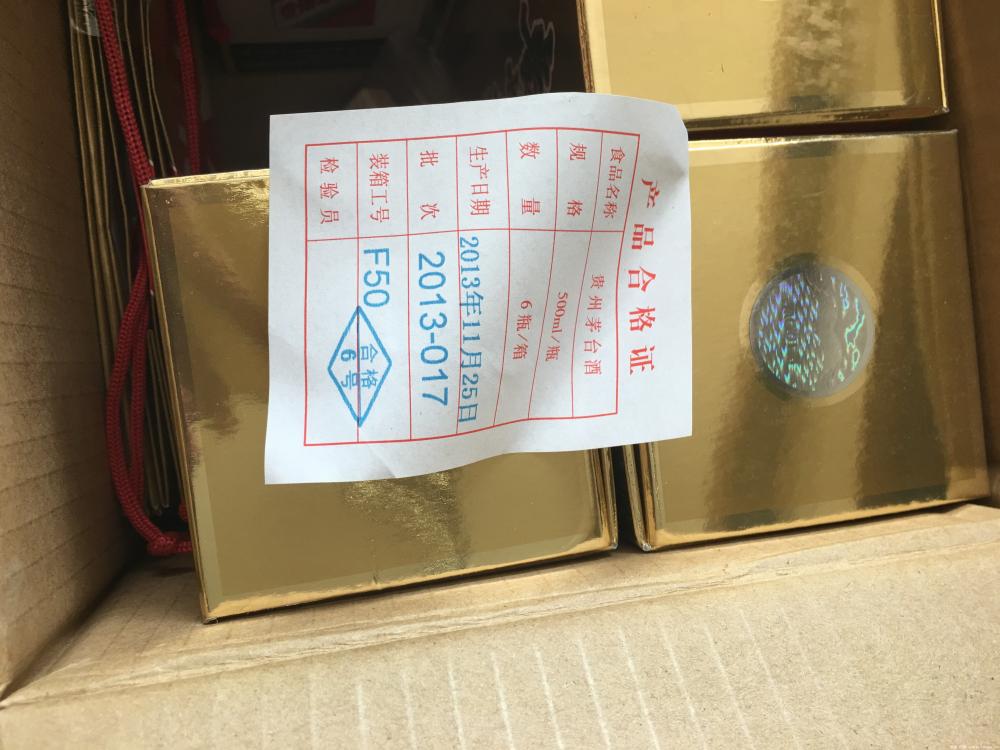 产品合格证
食品名称 贵州茅台酒
规格 500ml/瓶
数量 6瓶/箱
生产日期 2013年11月25日
批次 2013-017
装箱工号 F50
检验员 合格
6号